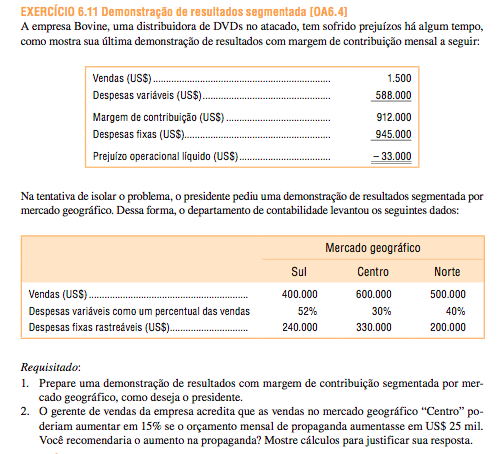 EXERCÍCIO 6.11 Demonstração de resultados segmentada [OA6.4]
A empresa Bovine, uma distribuidora de DVDs no atacado, tem sofrido prejuízos há algum tempo,
como mostra sua última demonstração de resultados com margem de contribuição mensal a seguir:
Vendas (US$) 1.500
Despesas variáveis (US$) 588.000
Margem de contribuição (US$) 912.000
Despesas fixas (US$) 945.000
Prejuízo operacional líquido (US$) – 33.000
Na tentativa de isolar o problema, o presidente pediu uma demonstração de resultados segmentada por
mercado geográfico. Dessa forma, o departamento de contabilidade levantou os seguintes dados:
Mercado geográfico
Sul Centro Norte
Vendas (US$) 400.000 600.000 500.000
Despesas variáveis como um percentual das vendas 52% 30% 40%
Despesas fixas rastreáveis (US$) 240.000 330.000 200.000
Requisitado:
1. Prepare uma demonstração de resultados com margem de contribuição segmentada por mer-
cado geográfico, como deseja o presidente.
2. O gerente de vendas da empresa acredita que as vendas no mercado geográfico “Centro” po-
deriam aumentar em 15% se o orçamento mensal de propaganda aumentasse em US$ 25 mil.
Você recomendaria o aumento na propaganda? Mostre cálculos para justificar sua resposta.